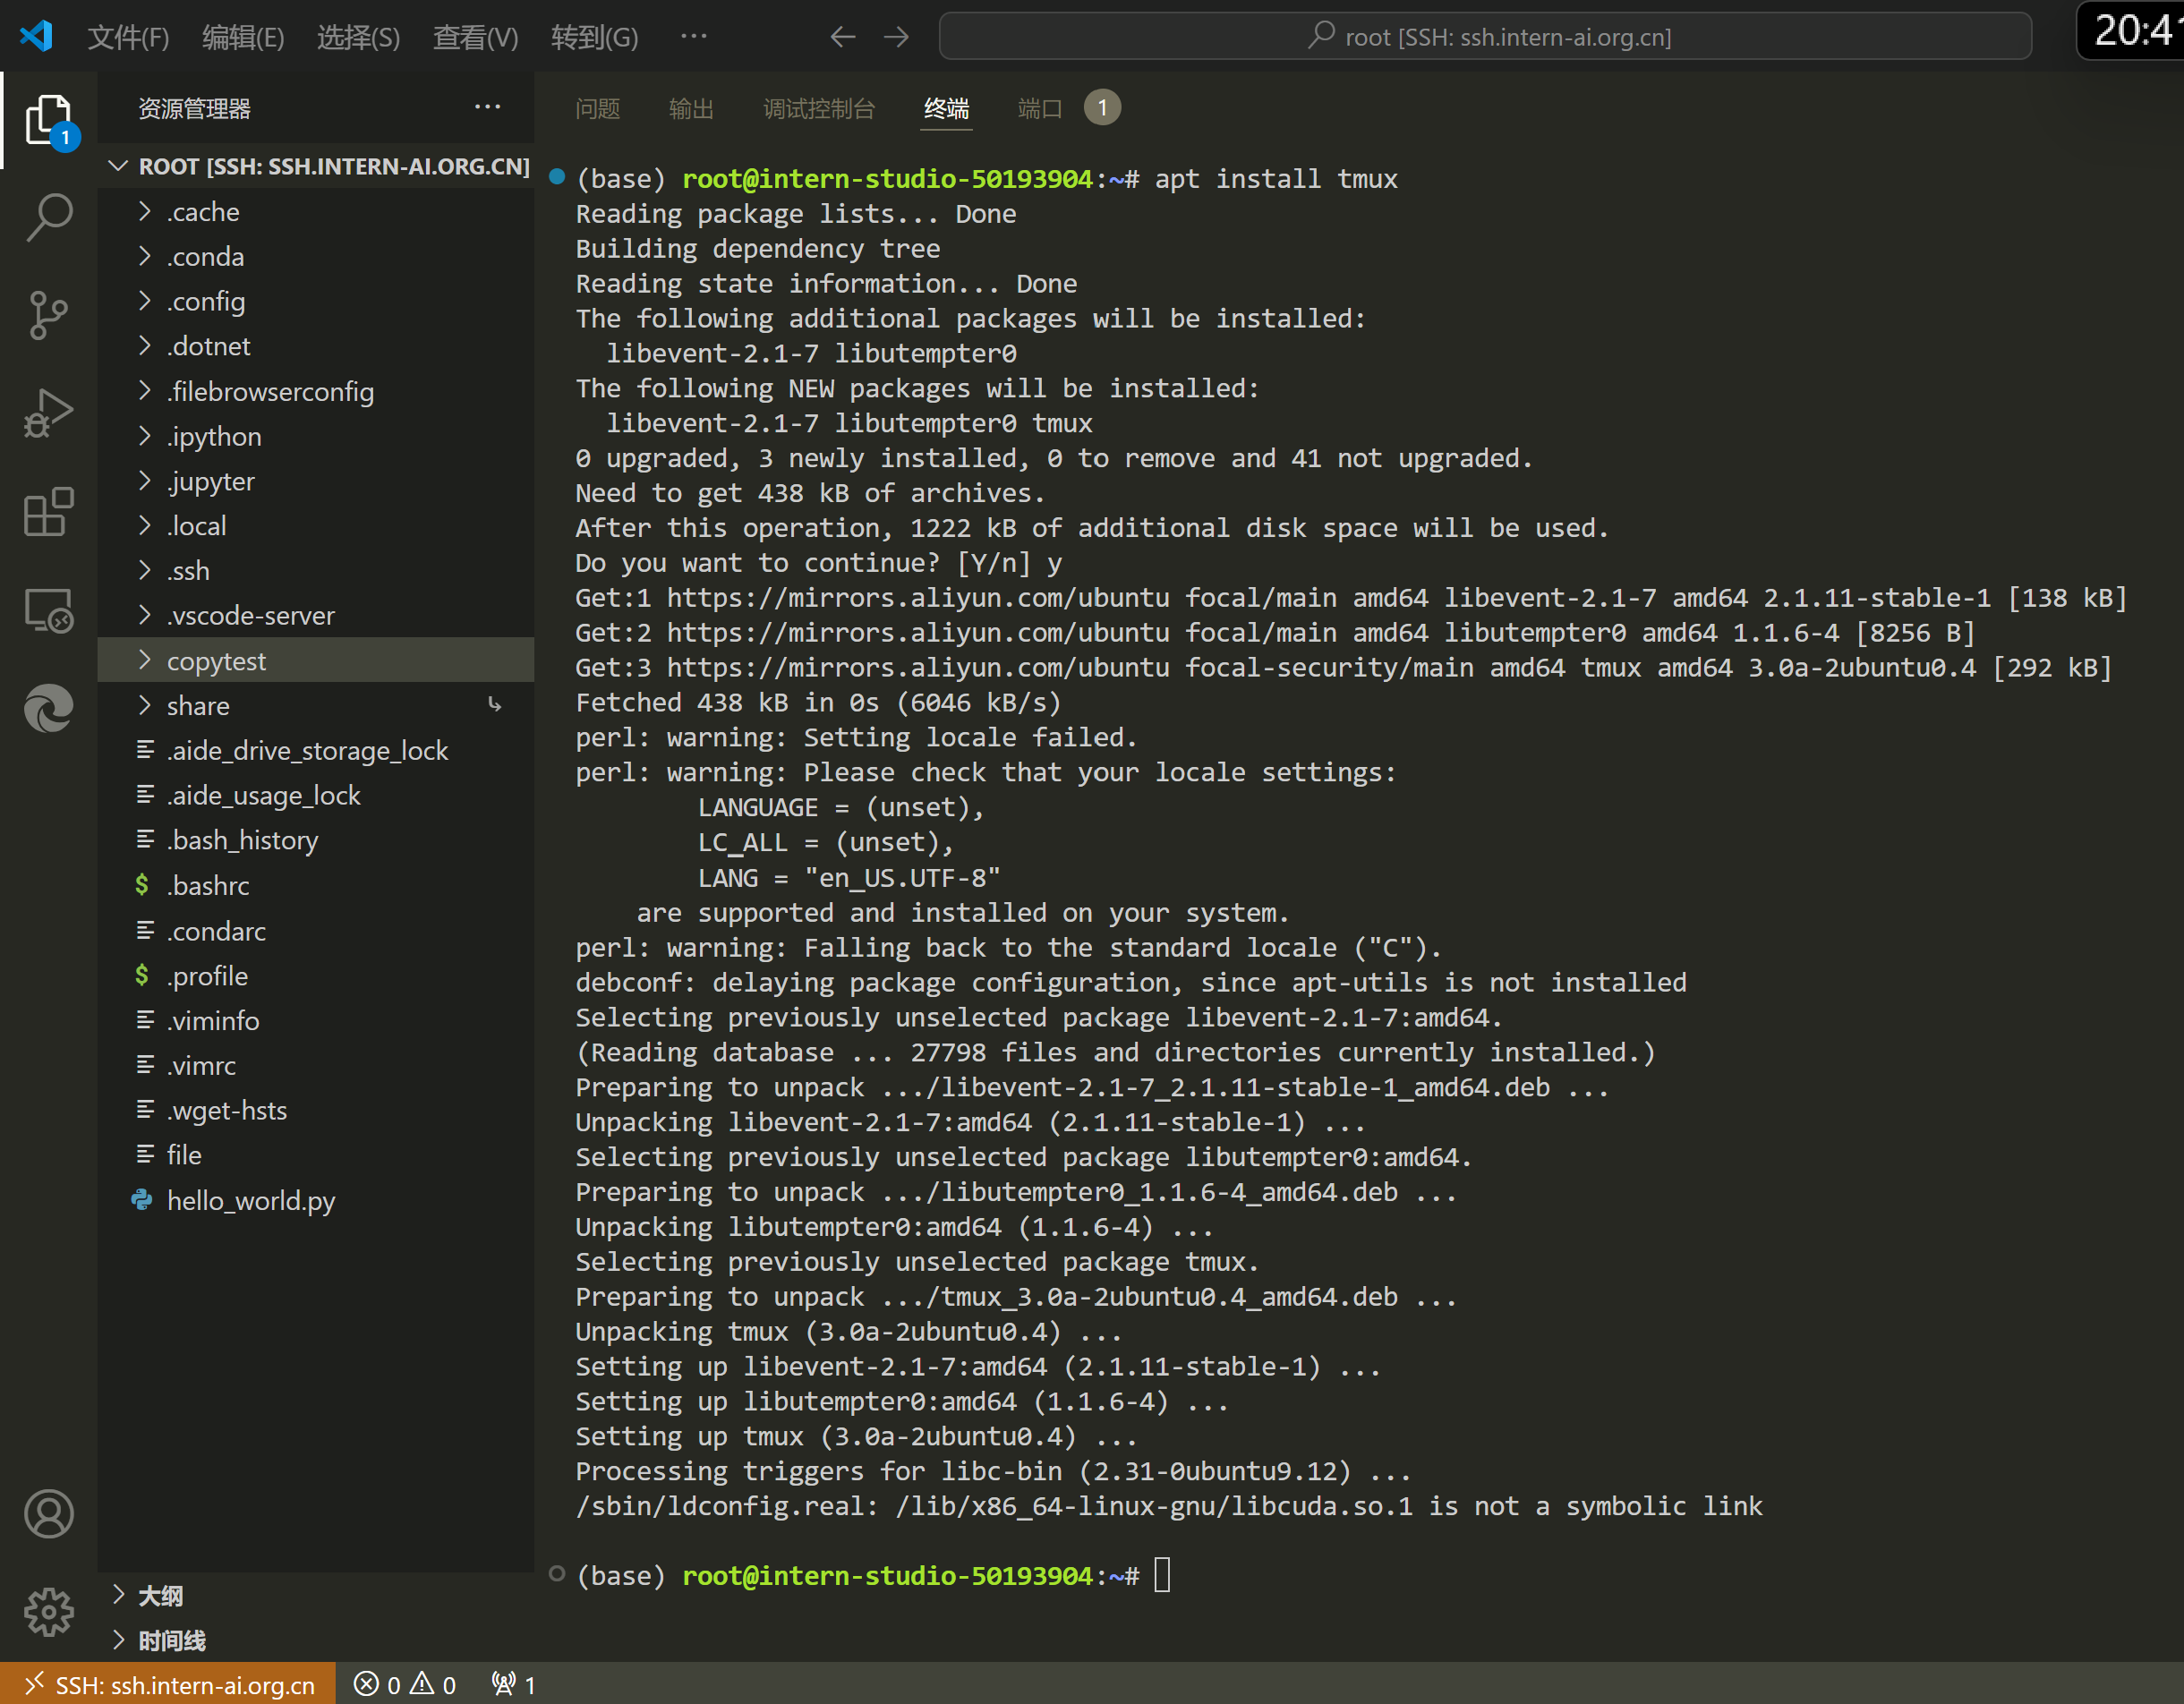 文件(F) 编辑(E) 选择(S) 查看(V) 转到(G) ··· root [SSH: ssh.intern-ai.org.cn]
资源管理器 ···
1
ROOT [SSH: SSH.INTERN-AI.ORG.CN]
.cache
.conda
.config
.dotnet
.filebrowserconfig
.ipython
.jupyter
.local
.ssh
.vscode-server
copytest
share
.aide_drive_storage_lock
.aide_usage_lock
.bash_history
.bashrc
.condarc
.profile
.viminfo
.vimrc
.wget-hsts
file
hello_world.py
大纲
时间线
问题 输出 调试控制台 终端 端口 1
(base) root@intern-studio-50193904:~# apt install tmux
Reading package lists... Done
Building dependency tree
Reading state information... Done
The following additional packages will be installed:
  libevent-2.1-7 libutempter0
The following NEW packages will be installed:
  libevent-2.1-7 libutempter0 tmux
0 upgraded, 3 newly installed, 0 to remove and 41 not upgraded.
Need to get 438 kB of archives.
After this operation, 1222 kB of additional disk space will be used.
Do you want to continue? [Y/n] y
Get:1 https://mirrors.aliyun.com/ubuntu focal/main amd64 libevent-2.1-7 amd64 2.1.11-stable-1 [138 kB]
Get:2 https://mirrors.aliyun.com/ubuntu focal/main amd64 libutempter0 amd64 1.1.6-4 [8256 B]
Get:3 https://mirrors.aliyun.com/ubuntu focal-security/main amd64 tmux amd64 3.0a-2ubuntu0.4 [292 kB]
Fetched 438 kB in 0s (6046 kB/s)
perl: warning: Setting locale failed.
perl: warning: Please check that your locale settings:
        LANGUAGE = (unset),
        LC_ALL = (unset),
        LANG = "en_US.UTF-8"
    are supported and installed on your system.
perl: warning: Falling back to the standard locale ("C").
debconf: delaying package configuration, since apt-utils is not installed
Selecting previously unselected package libevent-2.1-7:amd64.
(Reading database ... 27798 files and directories currently installed.)
Preparing to unpack .../libevent-2.1-7_2.1.11-stable-1_amd64.deb ...
Unpacking libevent-2.1-7:amd64 (2.1.11-stable-1) ...
Selecting previously unselected package libutempter0:amd64.
Preparing to unpack .../libutempter0_1.1.6-4_amd64.deb ...
Unpacking libutempter0:amd64 (1.1.6-4) ...
Selecting previously unselected package tmux.
Preparing to unpack .../tmux_3.0a-2ubuntu0.4_amd64.deb ...
Unpacking tmux (3.0a-2ubuntu0.4) ...
Setting up libevent-2.1-7:amd64 (2.1.11-stable-1) ...
Setting up libutempter0:amd64 (1.1.6-4) ...
Setting up tmux (3.0a-2ubuntu0.4) ...
Processing triggers for libc-bin (2.31-0ubuntu9.12) ...
/sbin/ldconfig.real: /lib/x86_64-linux-gnu/libcuda.so.1 is not a symbolic link
(base) root@intern-studio-50193904:~#
SSH: ssh.intern-ai.org.cn 0 0 1